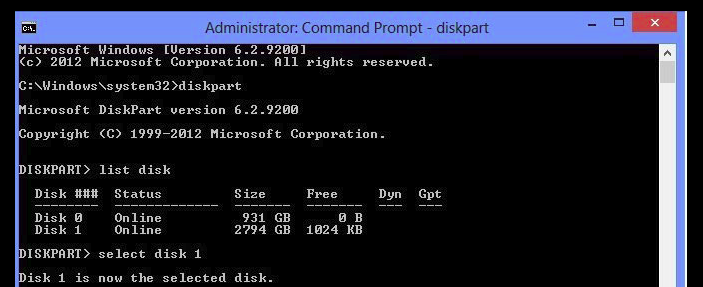 Administrator: Command Prompt - diskpart
Microsoft Windows [Version 6.2.9200]
(c) 2012 Microsoft Corporation. All rights reserved.
C:\Windows\system32>diskpart
Microsoft DiskPart version 6.2.9200
Copyright (C) 1999-2012 Microsoft Corporation.
DISKPART> list disk
Disk ### Status Size Free Dyn Gpt
-------- ------------- ------- ------- --- ---
Disk 0 Online 931 GB 0 B
Disk 1 Online 2794 GB 1024 KB
DISKPART> select disk 1
Disk 1 is now the selected disk.